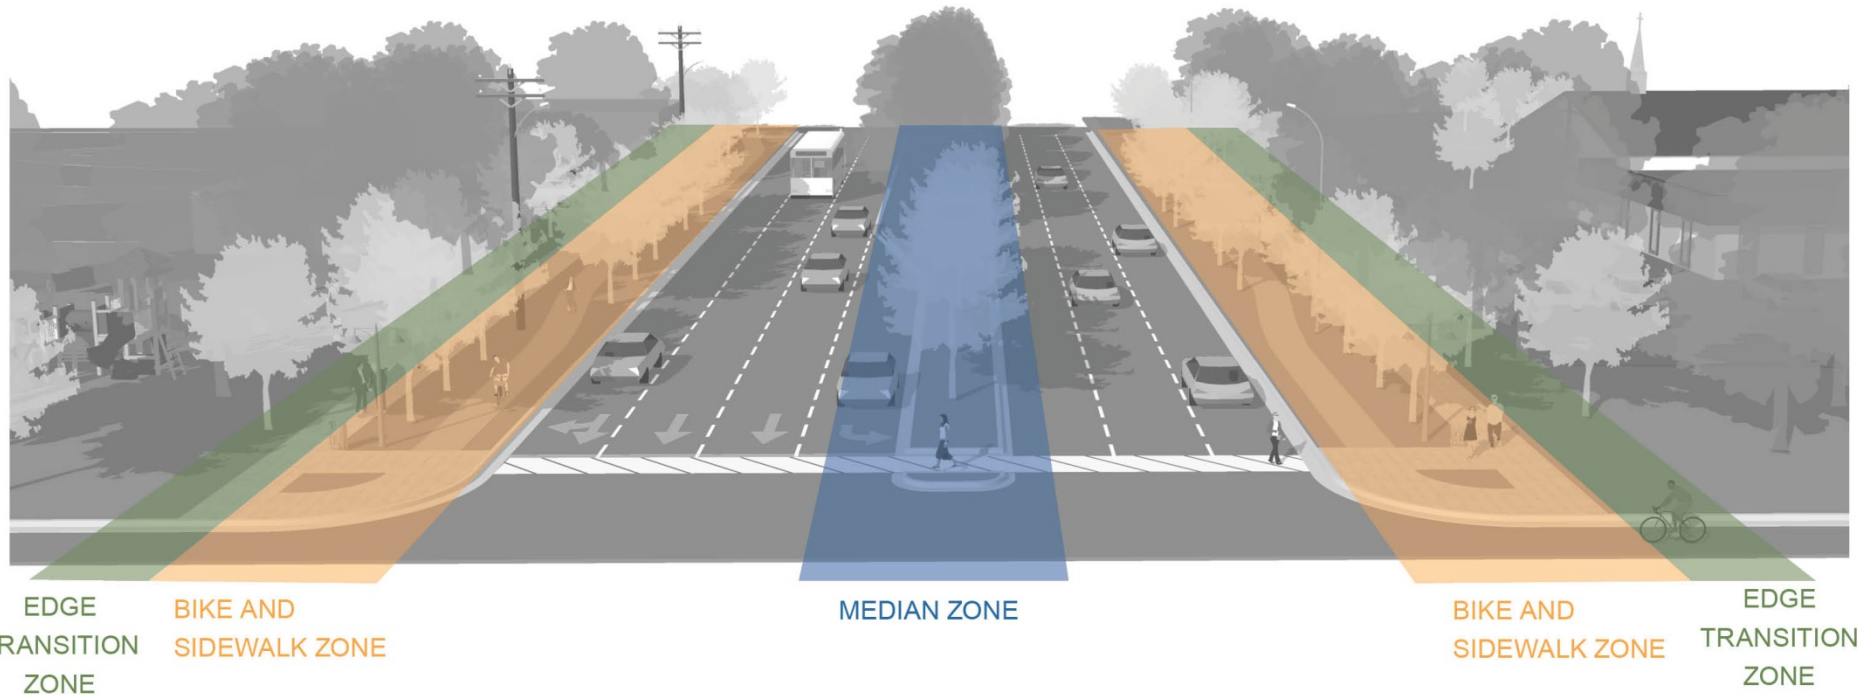 EDGE
RANSITION
ZONE
BIKE AND
SIDEWALK ZONE
MEDIAN ZONE
BIKE AND
SIDEWALK ZONE
EDGE
TRANSITION
ZONE